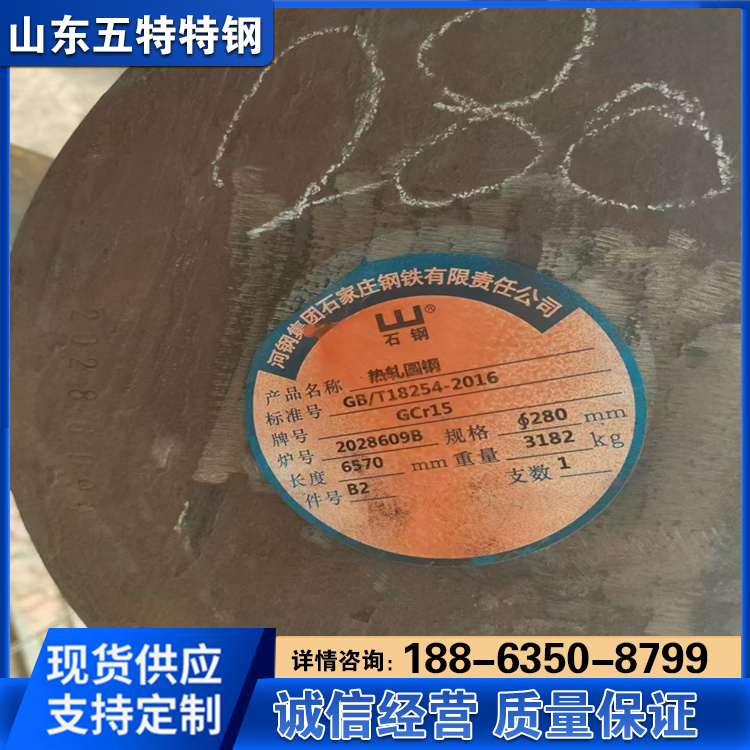 山东五特特钢
280
河钢集团石家庄钢铁有限责任公司
®
石钢
产品名称 热轧圆钢
标准号 GB/T18254-2016
牌号 GCr15
炉号 2028609B 规格 ∮280 mm
长度 6570 mm 重量 3182 kg
件号 B2 支数 1
现货供应
支持定制
详情咨询: 188-6350-8799
诚信经营 质量保证